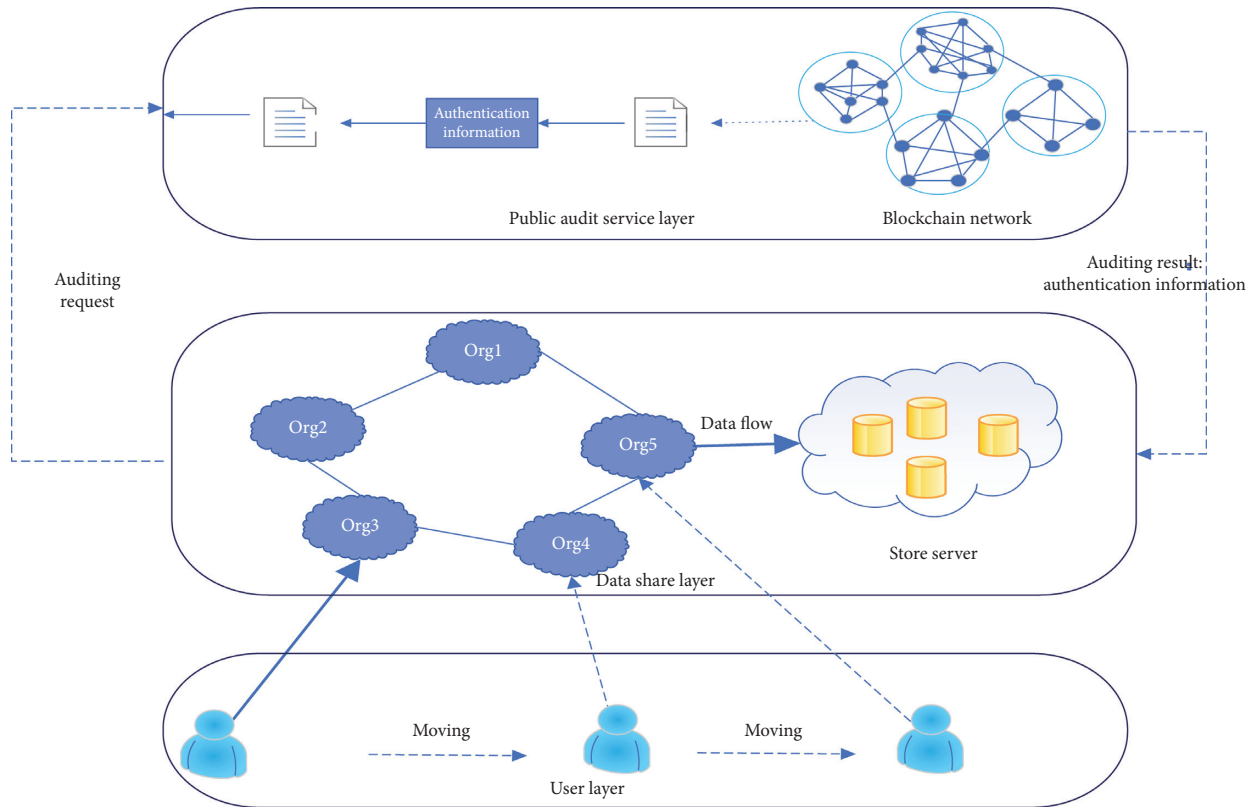 Authentication
information
Public audit service layer
Blockchain network
Auditing
request
Auditing result:
authentication information
Org1
Org2
Org5
Data flow
Org3
Org4
Store server
Data share layer
Moving
Moving
User layer